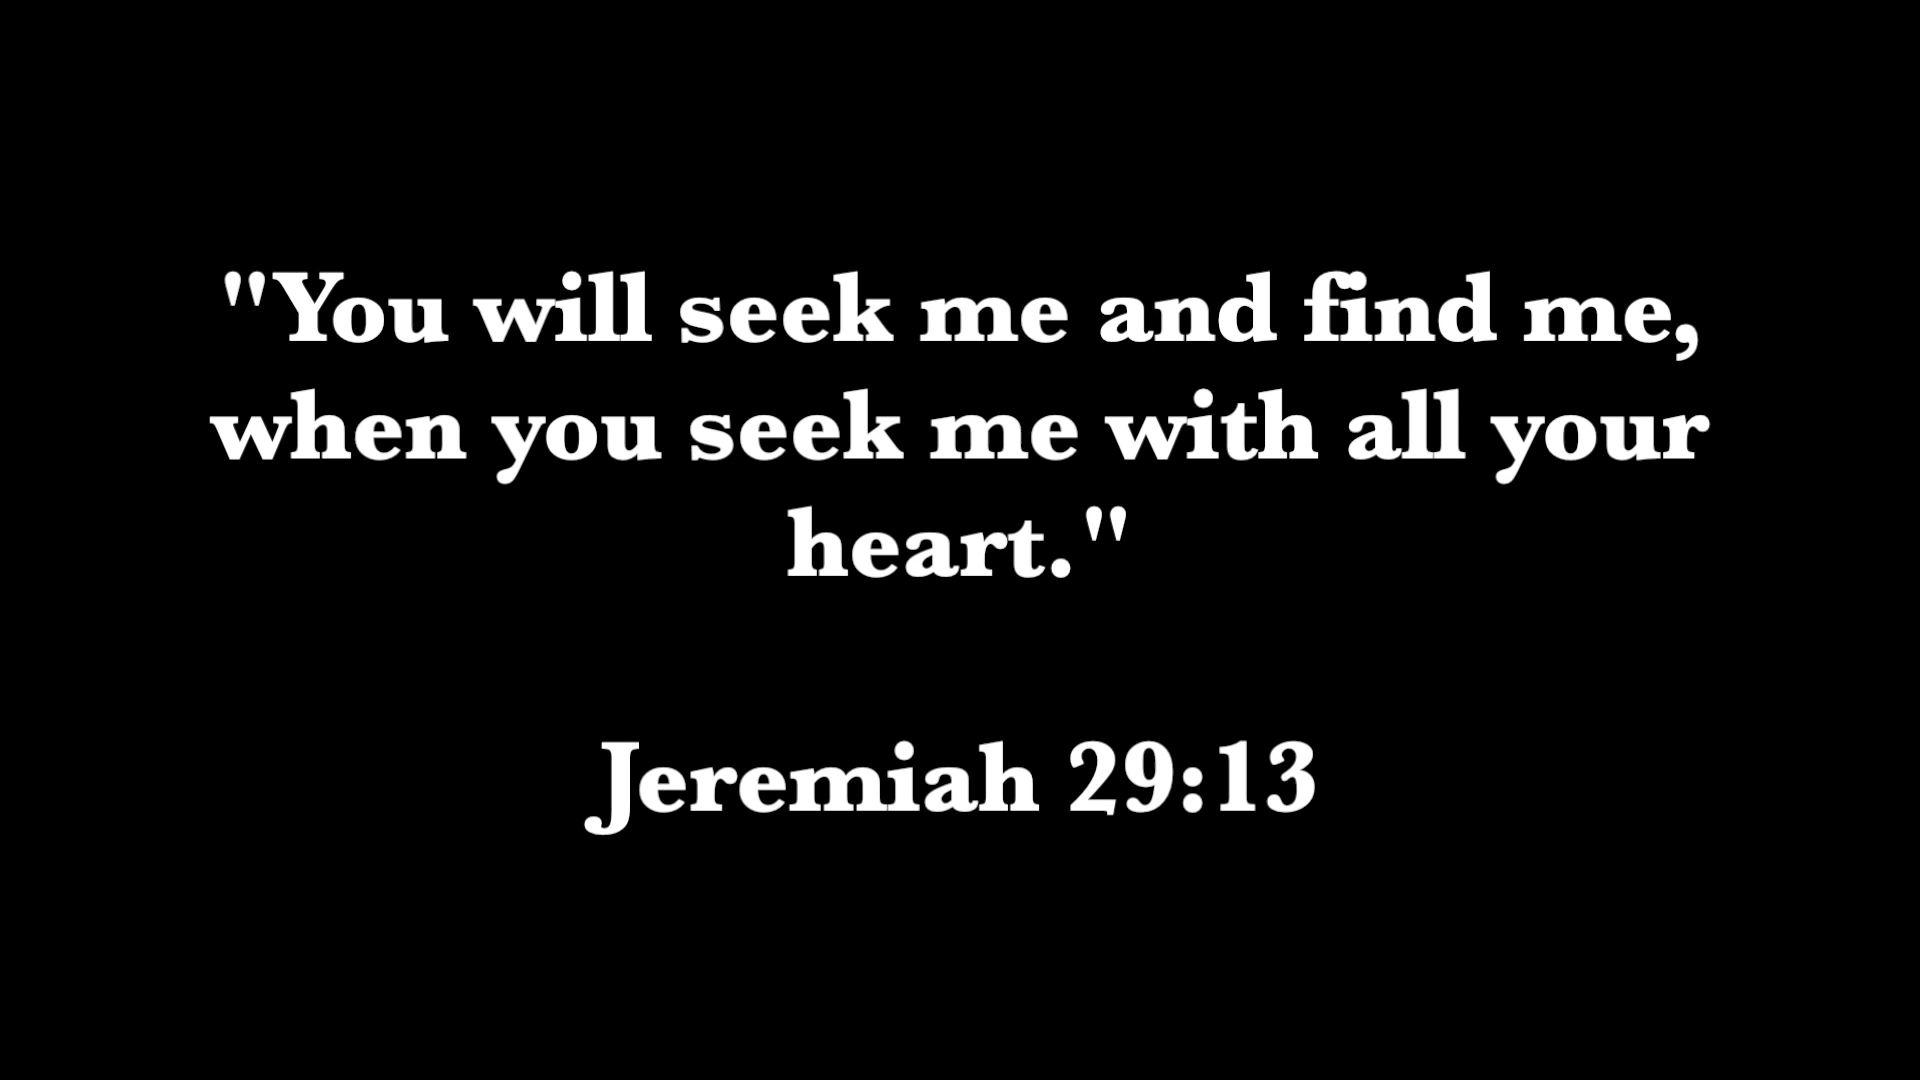 "You will seek me and find me,
when you seek me with all your
heart."
Jeremiah 29:13